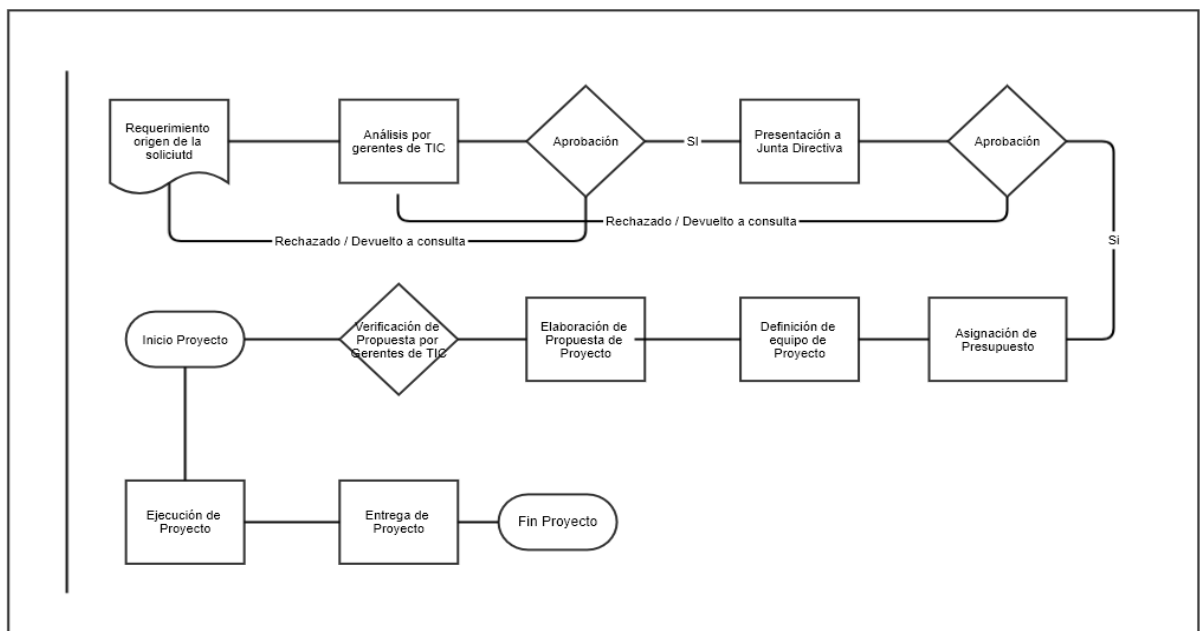 Requerimiento
origen de la
soliciutd
Análisis por
gerentes de TIC
Aprobación
SI
Presentación a
Junta Directiva
Aprobación
Rechazado / Devuelto a consulta
Rechazado / Devuelto a consulta
Si
Inicio Proyecto
Verificación de
Propuesta por
Gerentes de TIC
Elaboración de
Propuesta de
Proyecto
Definición de
equipo de
Proyecto
Asignación de
Presupuesto
Ejecución de
Proyecto
Entrega de
Proyecto
Fin Proyecto